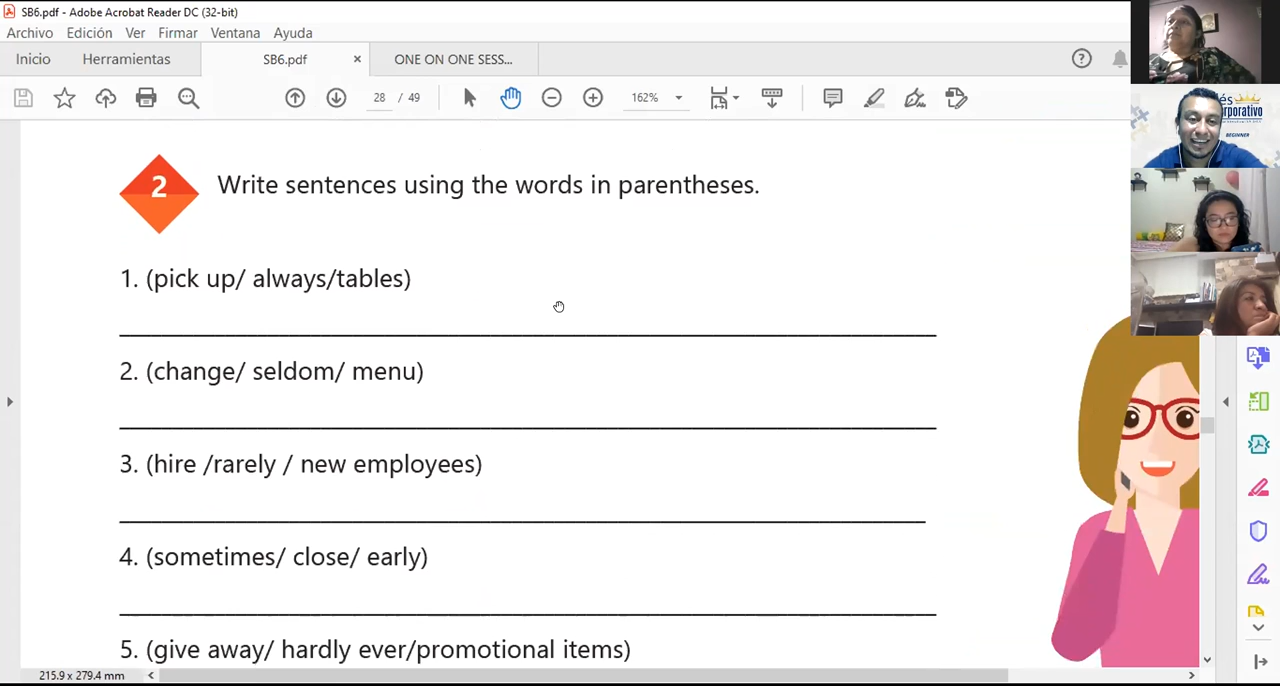 SB6.pdf - Adobe Acrobat Reader DC (32-bit)
Archivo Edición Ver Firmar Ventana Ayuda
Inicio Herramientas SB6.pdf × ONE ON ONE SESS...
28 / 49 162%
2 Write sentences using the words in parentheses.
1. (pick up/ always/tables)
2. (change/ seldom/ menu)
3. (hire /rarely / new employees)
4. (sometimes/ close/ early)
5. (give away/ hardly ever/promotional items)
215.9 x 279.4 mm
BEGINNER